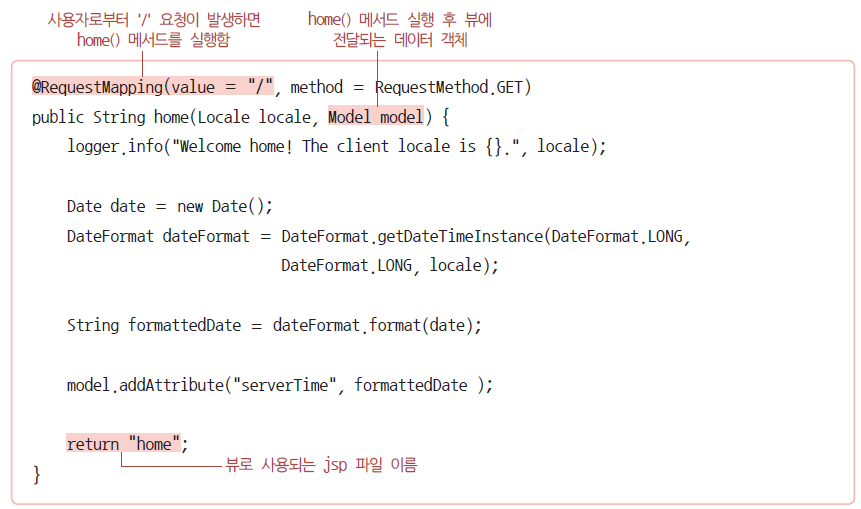 사용자로부터 '/' 요청이 발생하면
home() 메서드를 실행함
home() 메서드 실행 후 뷰에
전달되는 데이터 객체
@RequestMapping(value = "/", method = RequestMethod.GET)
public String home(Locale locale, Model model) {
logger.info("Welcome home! The client locale is {}.", locale);
Date date = new Date();
DateFormat dateFormat = DateFormat.getDateTimeInstance(DateFormat.LONG,
DateFormat.LONG, locale);
String formattedDate = dateFormat.format(date);
model.addAttribute("serverTime", formattedDate );
return "home";
뷰로 사용되는 jsp 파일 이름
}